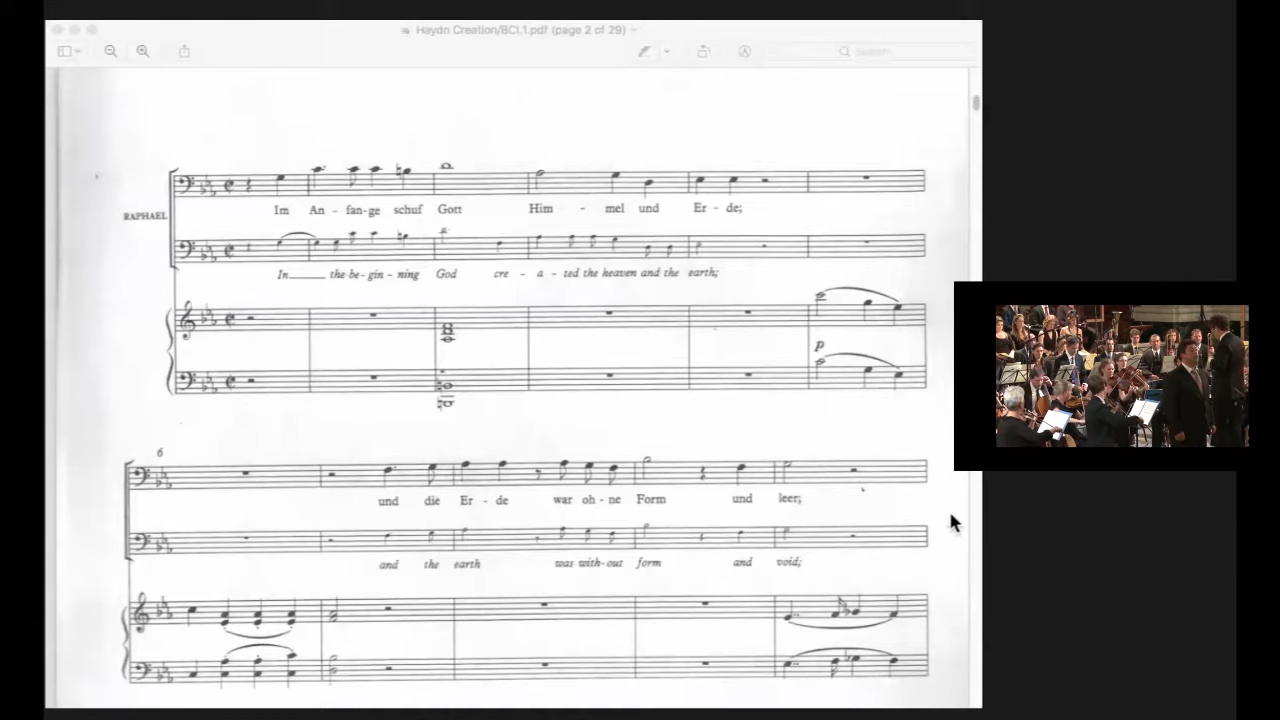 Haydn Creation/BCI.1.pdf (page 2 of 29)
Search
RAPHAEL
Im An - fan-ge schuf Gott Him - mel und Er - de;
In the be - gin - ning God cre - a - ted the heaven and the earth;
p
6
und die Er - de war oh - ne Form und leer;
and the earth was with-out form and void;